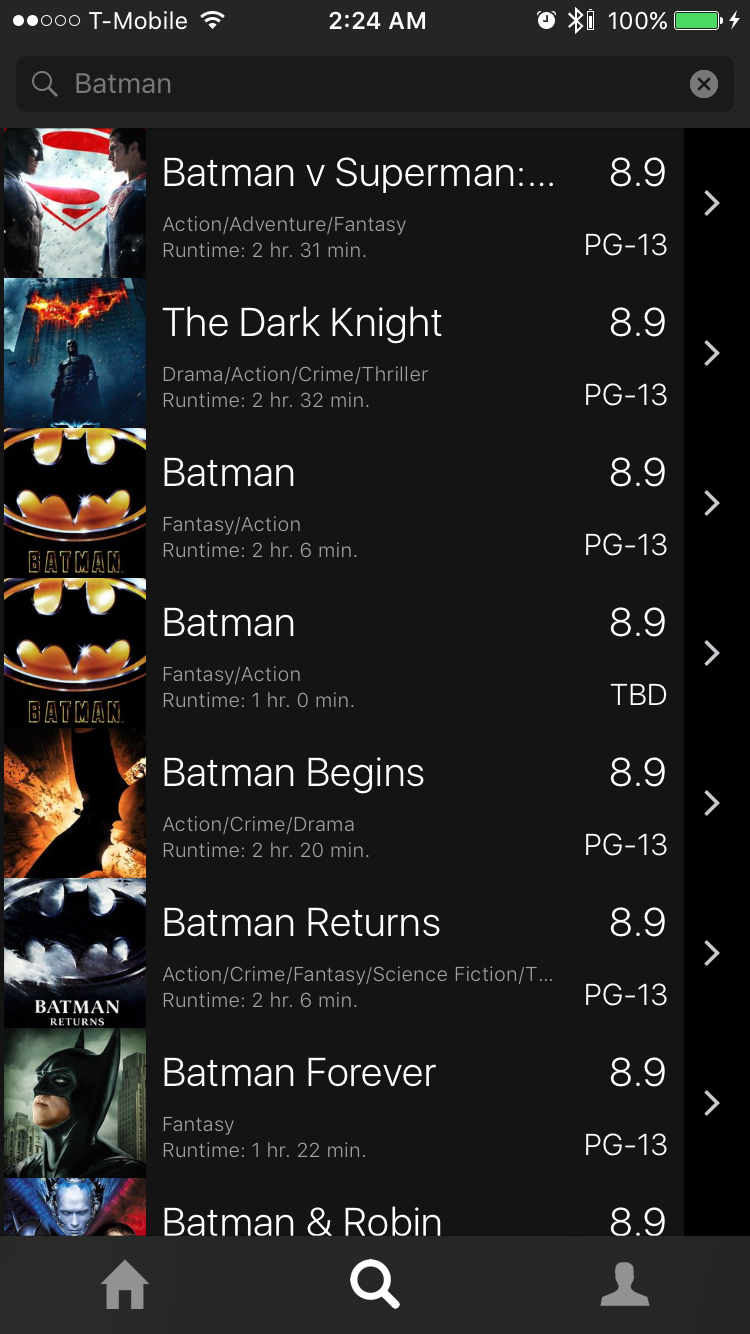 T-Mobile 2:24 AM 100%
Batman
Batman v Superman:... 8.9
Action/Adventure/Fantasy
Runtime: 2 hr. 31 min. PG-13
The Dark Knight 8.9
Drama/Action/Crime/Thriller
Runtime: 2 hr. 32 min. PG-13
BATMAN
Batman 8.9
Fantasy/Action
Runtime: 2 hr. 6 min. PG-13
BATMAN
Batman 8.9
Fantasy/Action
Runtime: 1 hr. 0 min. TBD
Batman Begins 8.9
Action/Crime/Drama
Runtime: 2 hr. 20 min. PG-13
BATMAN
RETURNS
Batman Returns 8.9
Action/Crime/Fantasy/Science Fiction/T...
Runtime: 2 hr. 6 min. PG-13
Batman Forever 8.9
Fantasy
Runtime: 1 hr. 22 min. PG-13
Batman & Robin 8.9